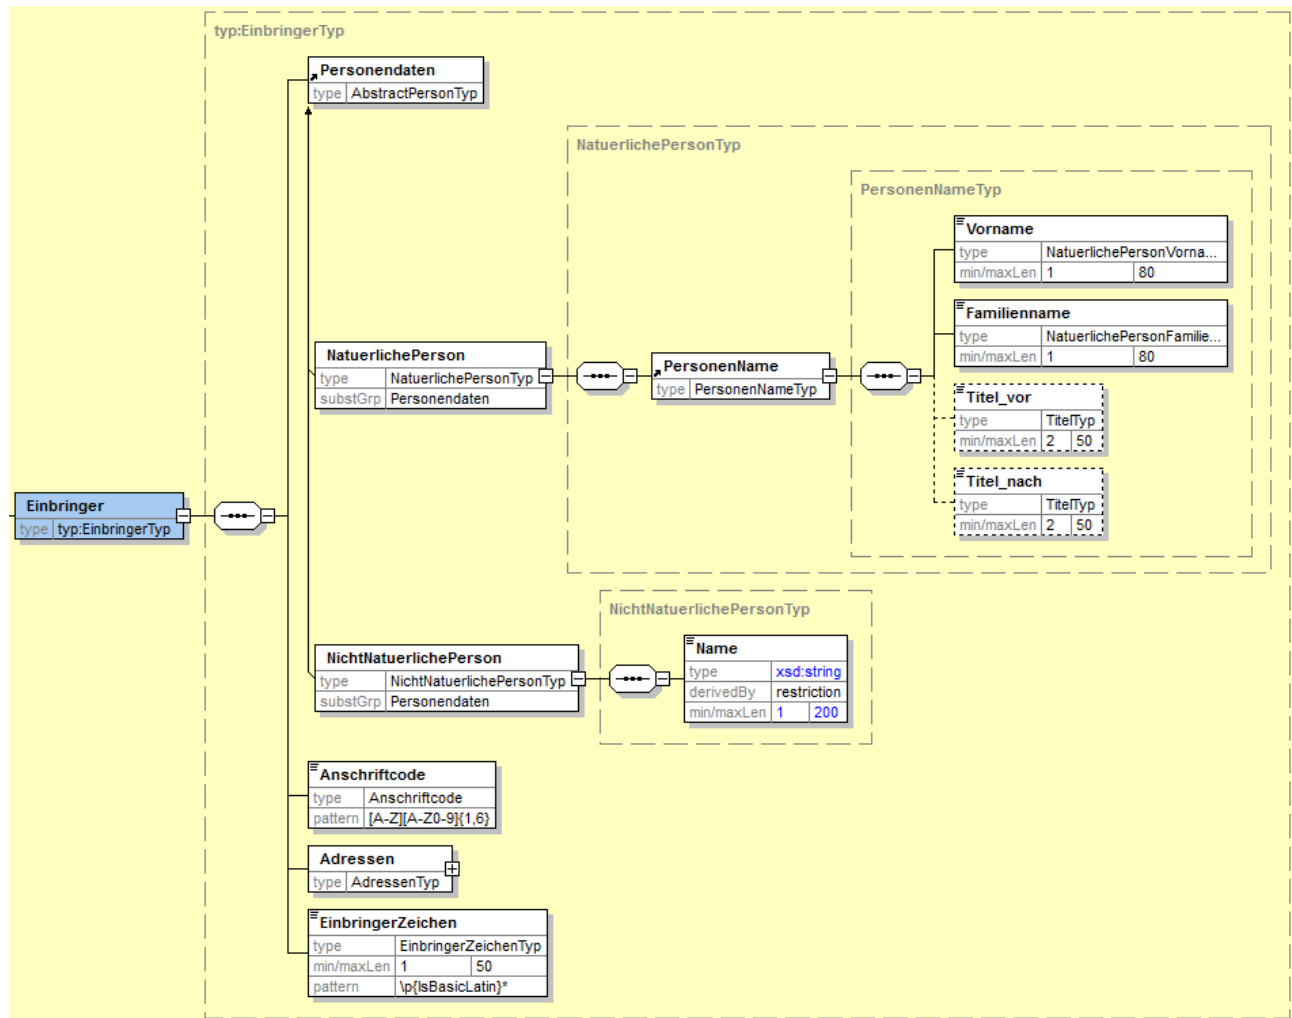 typ:EinbringerTyp
Personendaten
type AbstractPersonTyp
NatuerlichePersonTyp
PersonenNameTyp
Vorname
type NatuerlichePersonVorna...
min/maxLen 1 80
Familienname
type NatuerlichePersonFamilie...
min/maxLen 1 80
NatuerlichePerson
type NatuerlichePersonTyp
substGrp Personendaten
PersonenName
type PersonenNameTyp
Titel_vor
type TitelTyp
min/maxLen 2 50
Titel_nach
type TitelTyp
min/maxLen 2 50
Einbringer
type typ:EinbringerTyp
NichtNatuerlichePersonTyp
NichtNatuerlichePerson
type NichtNatuerlichePersonTyp
substGrp Personendaten
Name
type xsd:string
derivedBy restriction
min/maxLen 1 200
Anschriftcode
type Anschriftcode
pattern [A-Z][A-Z0-9]{1,6}
Adressen
type AdressenTyp
EinbringerZeichen
type EinbringerZeichenTyp
min/maxLen 1 50
pattern \p{IsBasicLatin}*